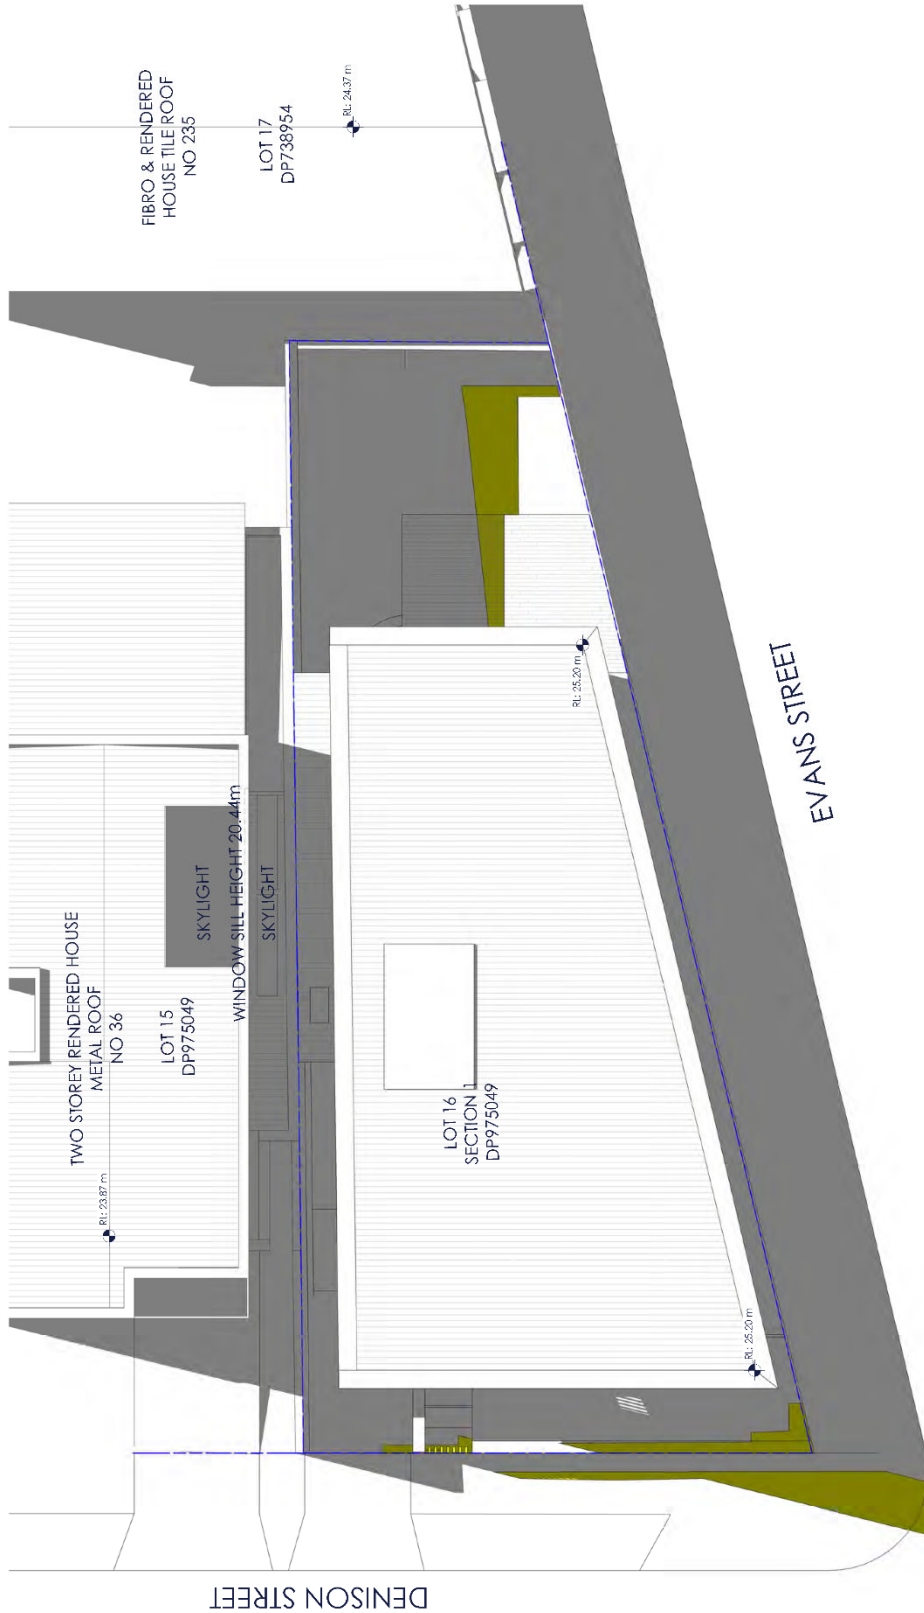 FIBRO & RENDERED
HOUSE TILE ROOF
NO 235
LOT 17
DP738954
RL: 24.37 m
TWO STOREY RENDERED HOUSE
METAL ROOF
NO 36
LOT 15
DP975049
RL: 23.87 m
SKYLIGHT
WINDOW SILL HEIGHT 20.44m
SKYLIGHT
LOT 16
SECTION 1
DP975049
RL: 25.20 m
RL: 25.20 m
EVANS STREET
DENISON STREET